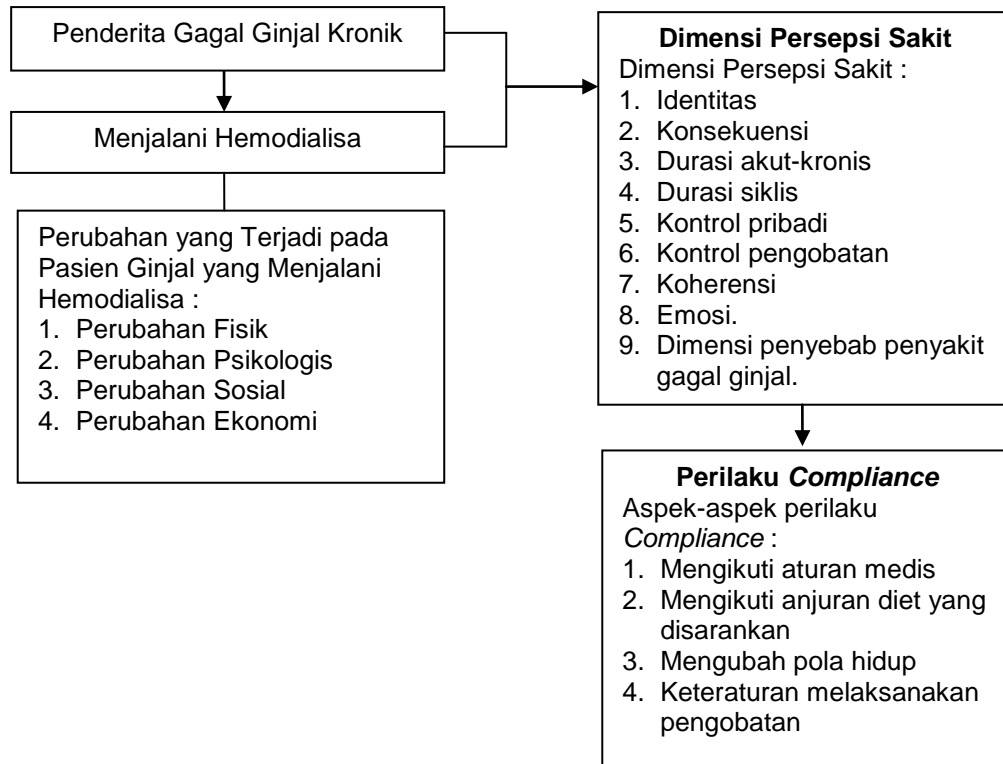 Penderita Gagal Ginjal Kronik
Menjalani Hemodialisa
Perubahan yang Terjadi pada
Pasien Ginjal yang Menjalani
Hemodialisa :
1. Perubahan Fisik
2. Perubahan Psikologis
3. Perubahan Sosial
4. Perubahan Ekonomi
Dimensi Persepsi Sakit
Dimensi Persepsi Sakit :
1. Identitas
2. Konsekuensi
3. Durasi akut-kronis
4. Durasi siklis
5. Kontrol pribadi
6. Kontrol pengobatan
7. Koherensi
8. Emosi.
9. Dimensi penyebab penyakit
gagal ginjal.
Perilaku Compliance
Aspek-aspek perilaku
Compliance :
1. Mengikuti aturan medis
2. Mengikuti anjuran diet yang
disarankan
3. Mengubah pola hidup
4. Keteraturan melaksanakan
pengobatan